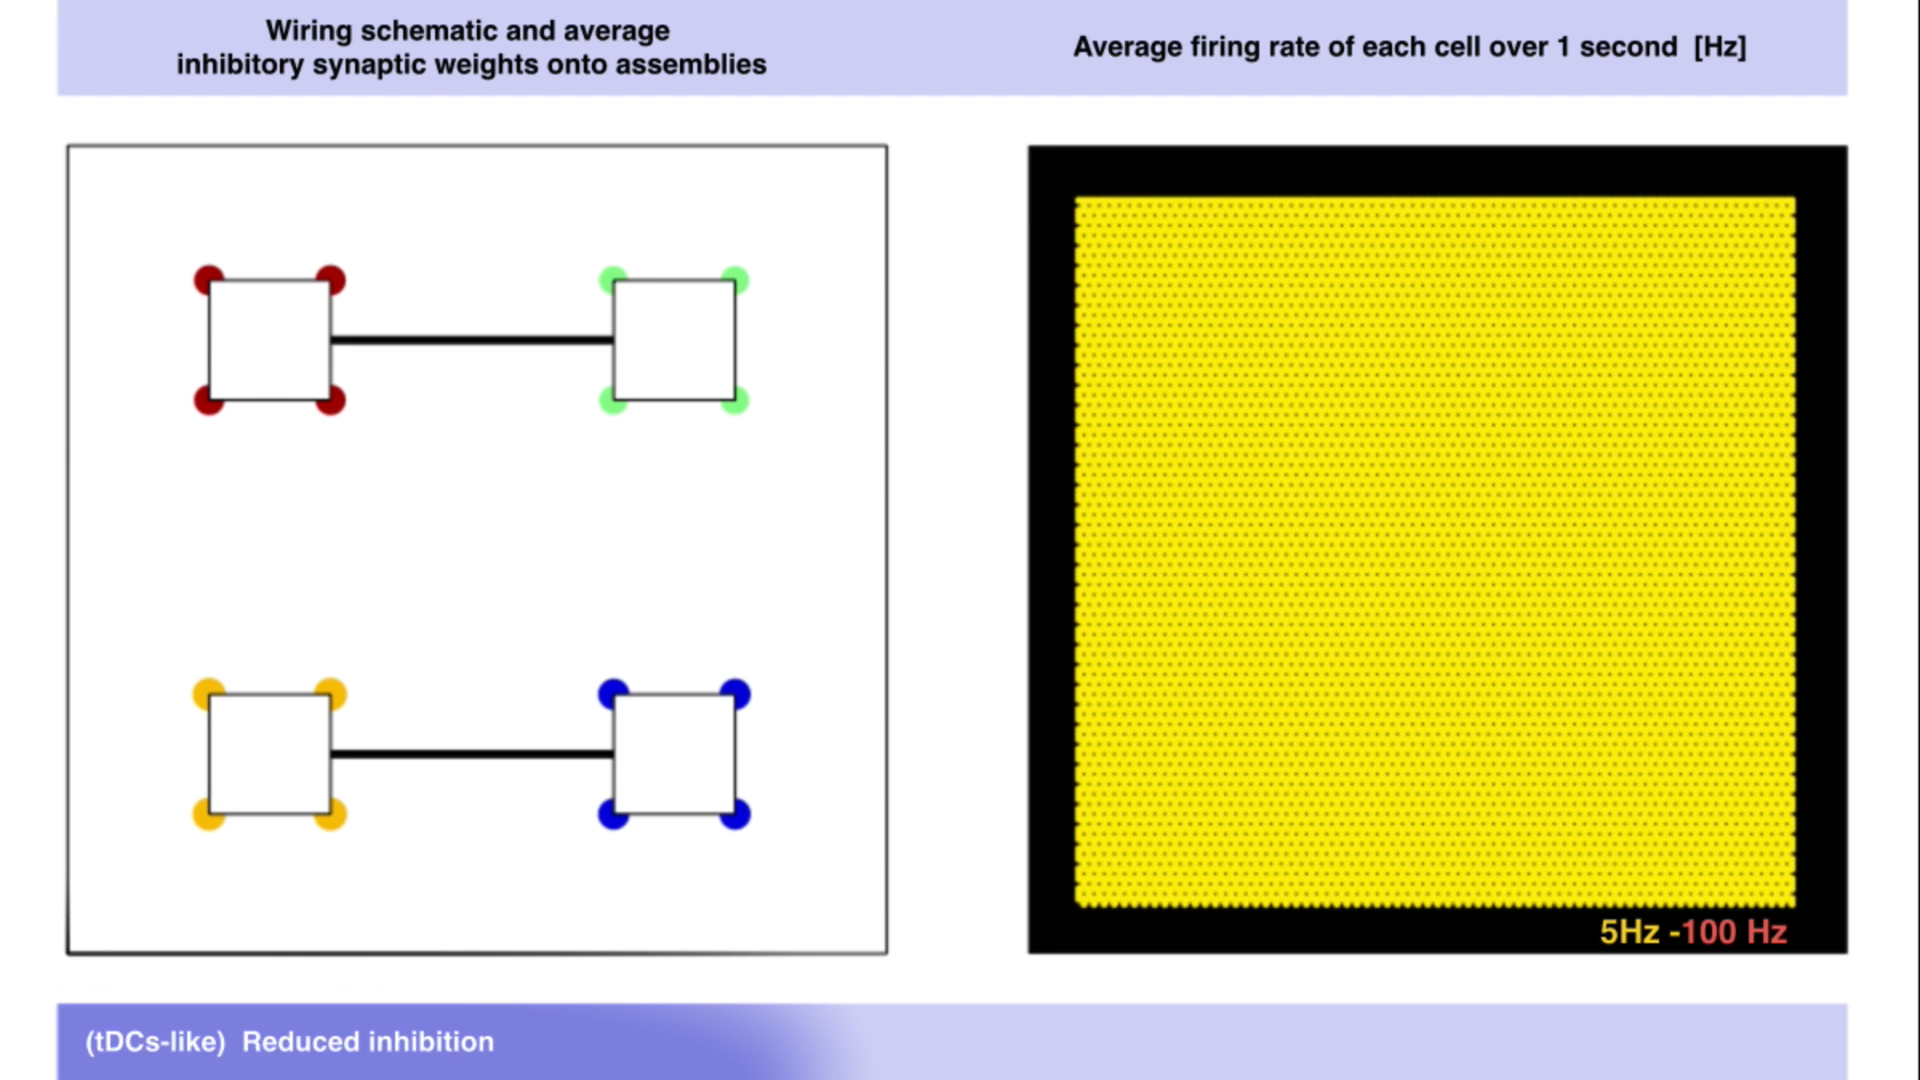 Wiring schematic and average
inhibitory synaptic weights onto assemblies
Average firing rate of each cell over 1 second [Hz]
5Hz -100 Hz
(tDCs-like) Reduced inhibition